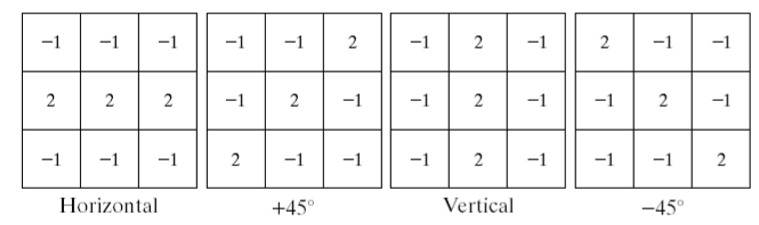 −1 −1 −1 −1 −1 2 −1 2 −1 2 −1 −1
2 2 2 −1 2 −1 −1 2 −1 −1 2 −1
−1 −1 −1 2 −1 −1 −1 2 −1 −1 −1 2
Horizontal +45° Vertical −45°